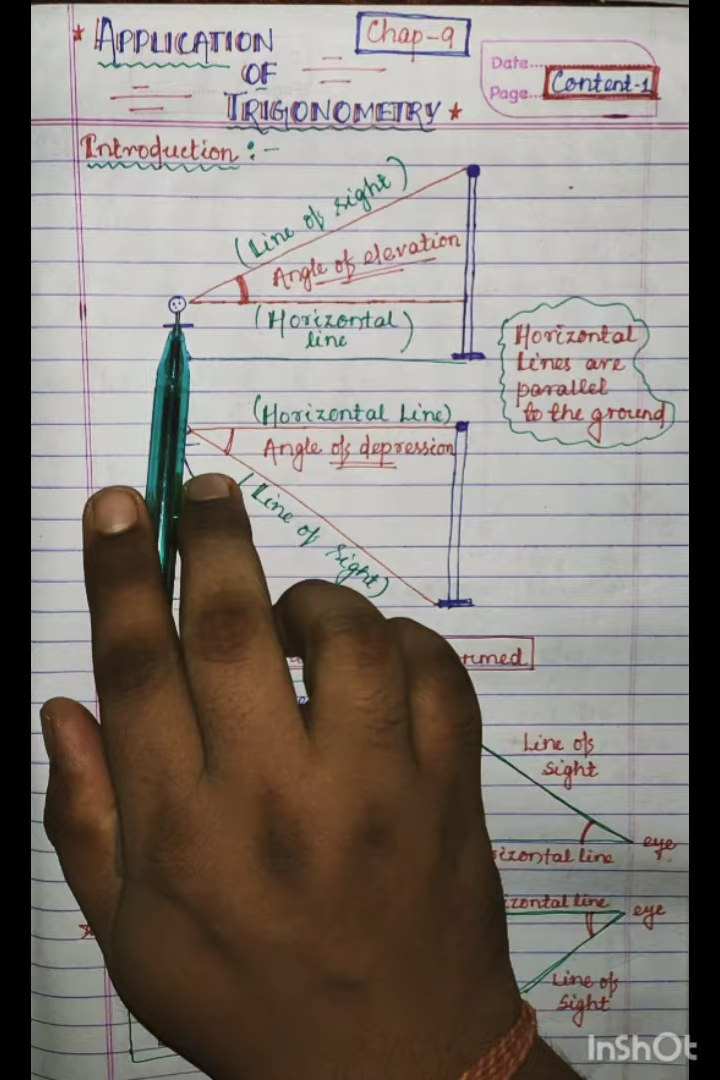 ★ APPLICATION
OF
TRIGONOMETRY ★
Chap-9
Date....
Page...
Content-1
Introduction :-
(Line of sight)
Angle of elevation
(Horizontal
line)
Horizontal
Lines are
parallel
to the ground
(Horizontal Line)
Angle of depression
(Line of sight)
Line of
sight
eye
line
line
eye
Line of
sight
InShOt